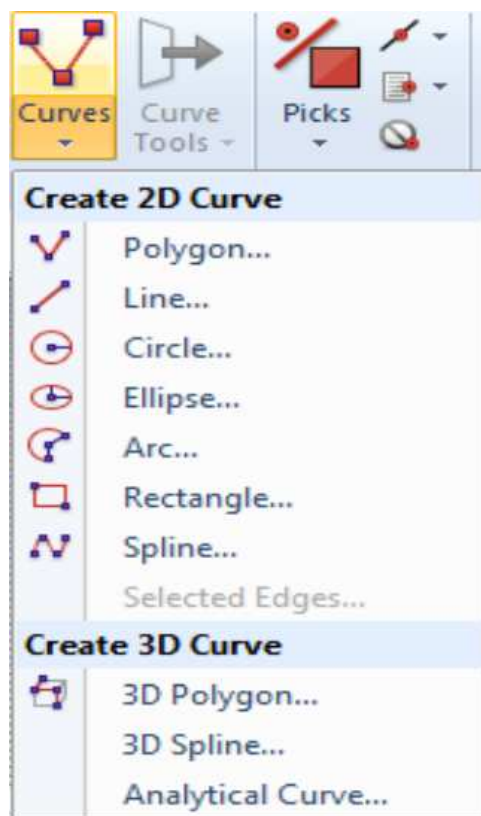 Curves
Curve
Tools
Picks
Create 2D Curve
Polygon...
Line...
Circle...
Ellipse...
Arc...
Rectangle...
Spline...
Selected Edges...
Create 3D Curve
3D Polygon...
3D Spline...
Analytical Curve...